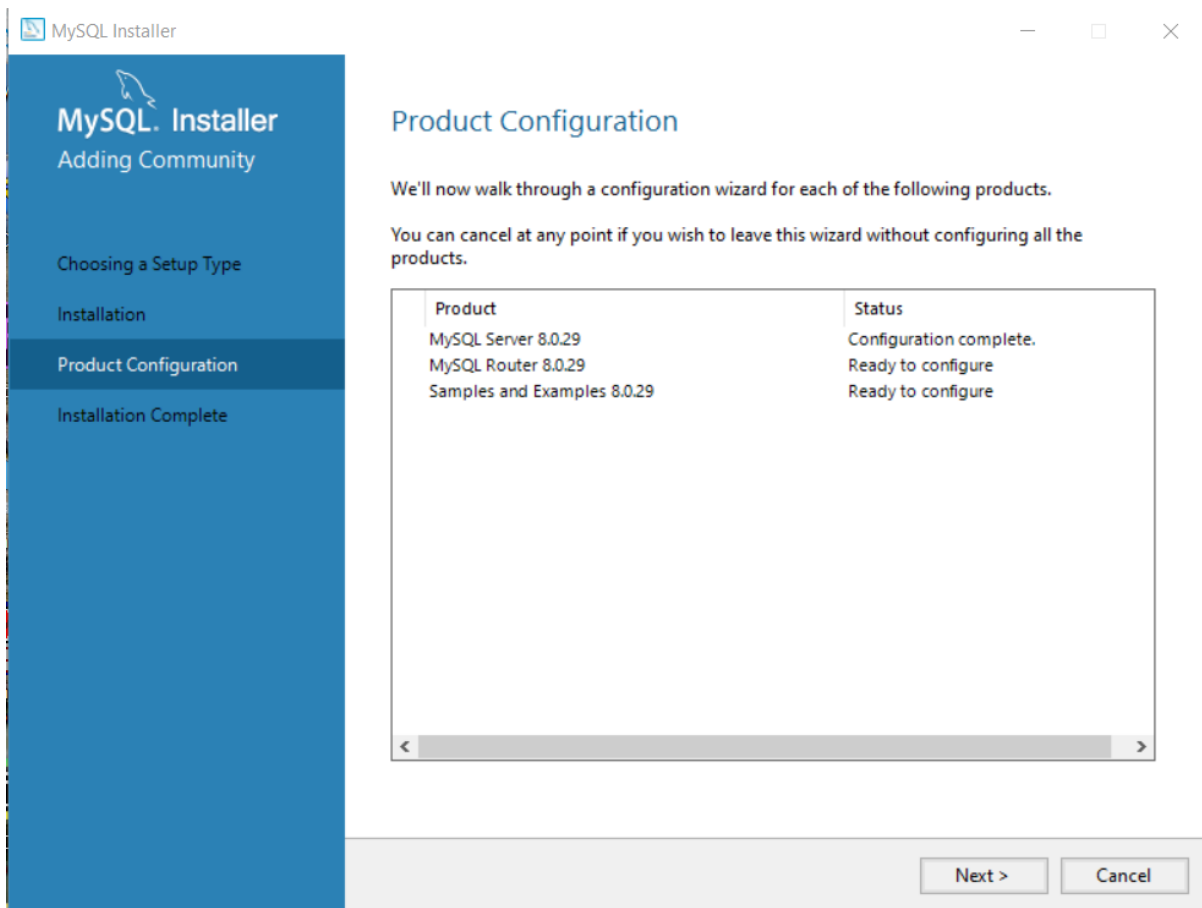 MySQL Installer
MySQL. Installer
Adding Community
Choosing a Setup Type
Installation
Product Configuration
Installation Complete
Product Configuration
We'll now walk through a configuration wizard for each of the following products.
You can cancel at any point if you wish to leave this wizard without configuring all the
products.
Product Status
MySQL Server 8.0.29 Configuration complete.
MySQL Router 8.0.29 Ready to configure
Samples and Examples 8.0.29 Ready to configure
Next > Cancel